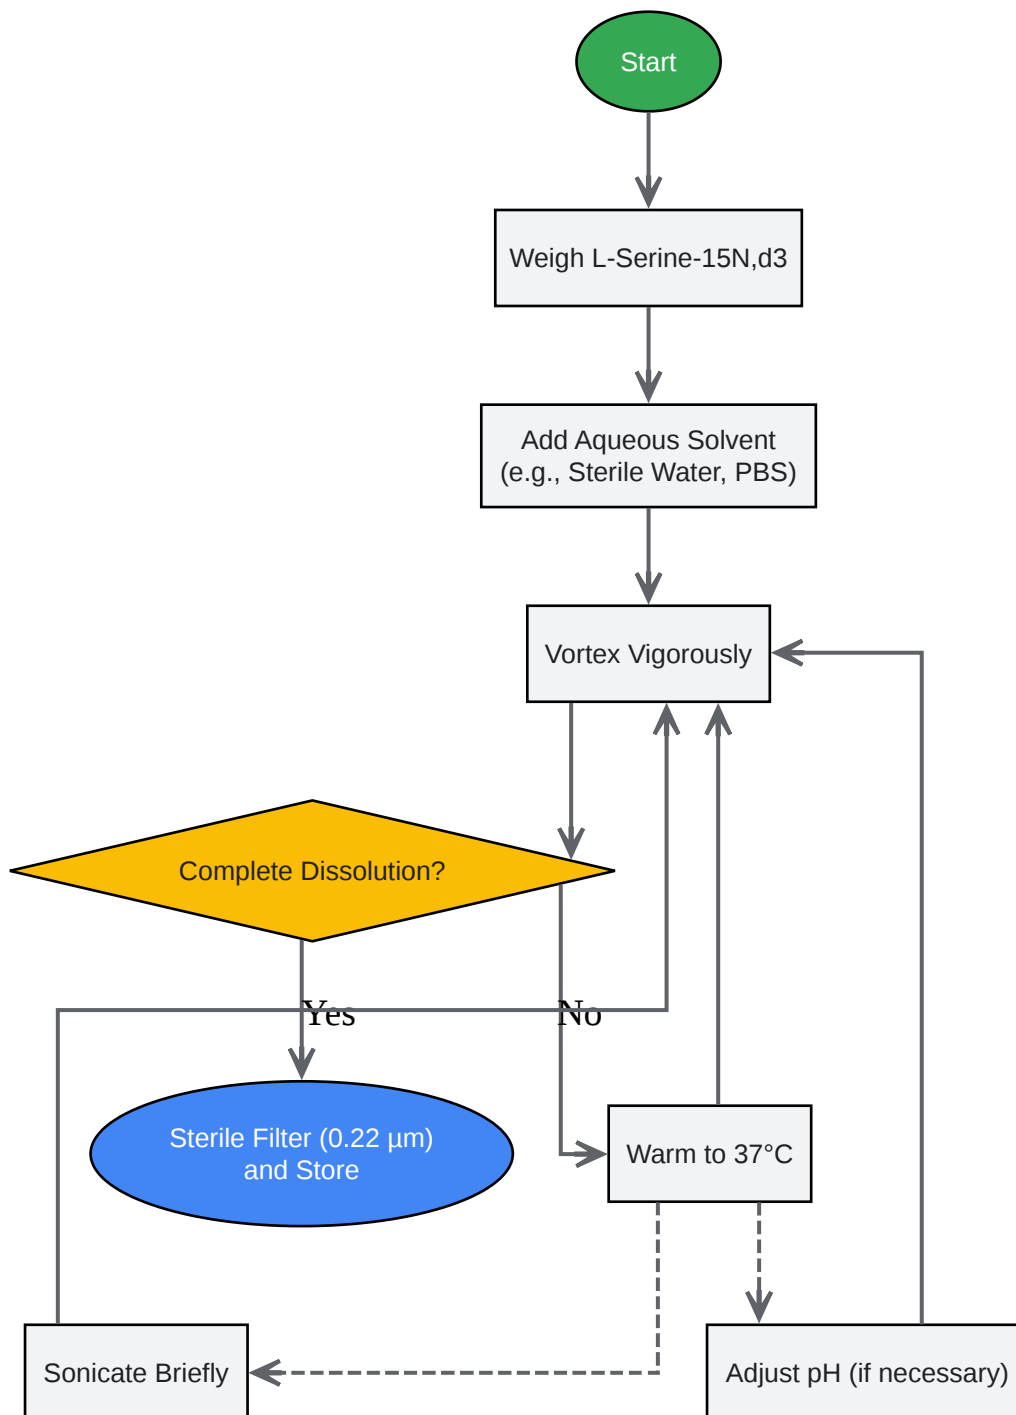 Start
Weigh L-Serine-15N,d3
Add Aqueous Solvent
(e.g., Sterile Water, PBS)
Vortex Vigorously
Complete Dissolution?
Yes
No
Sterile Filter (0.22 µm)
and Store
Warm to 37°C
Sonicate Briefly
Adjust pH (if necessary)